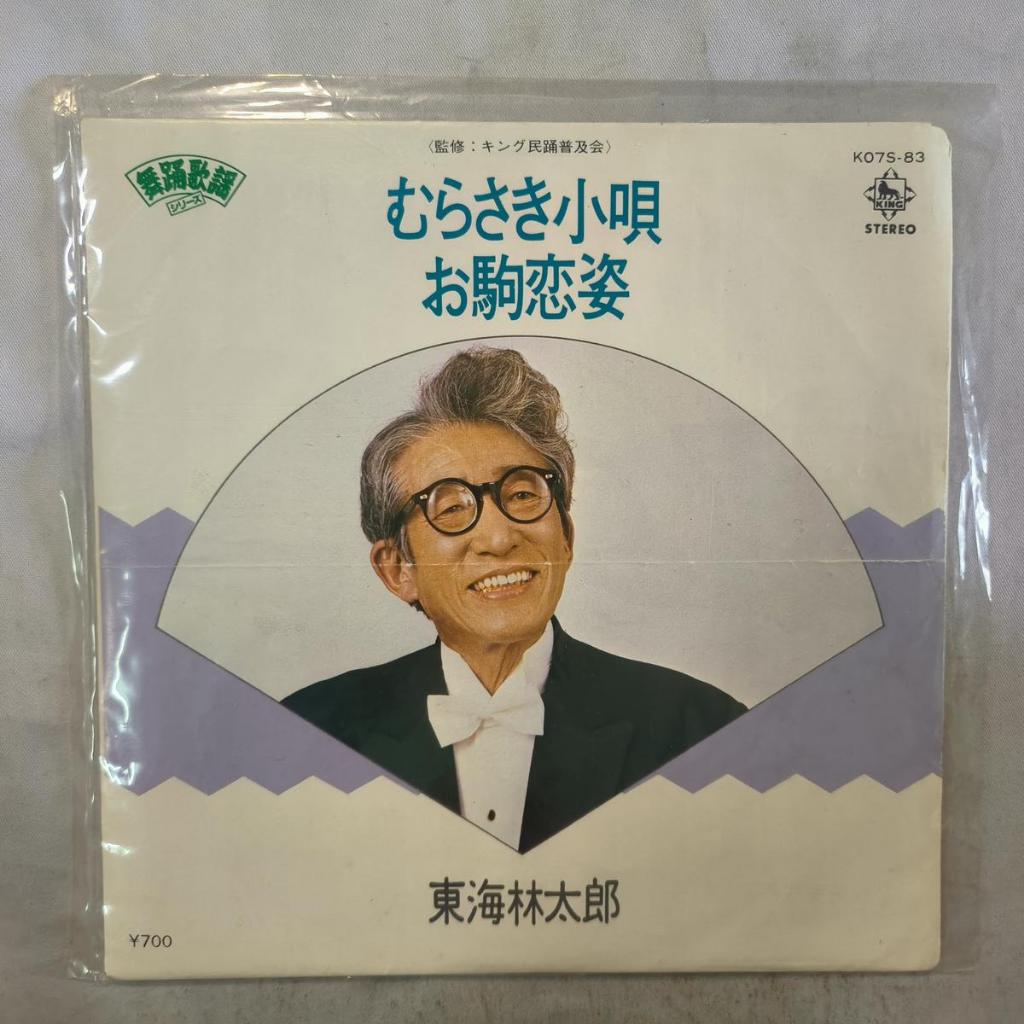 〈監修：キング民踊普及会〉
舞踊歌謡
シリーズ
K07S-83
KING
STEREO
むらさき小唄
お駒恋姿
東海林太郎
¥700